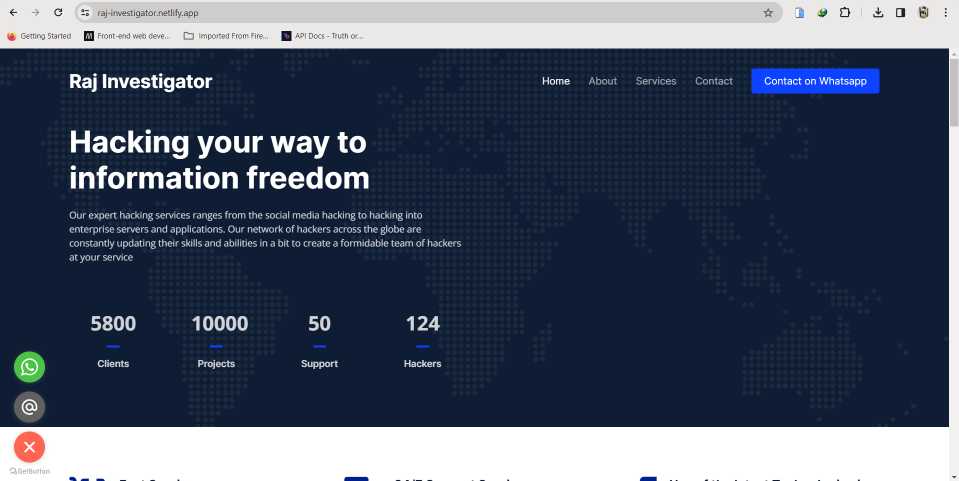 raj-investigator.netlify.app
Getting Started
Front-end web deve...
Imported From Fire...
API Docs - Truth or...
Raj Investigator
Home
About
Services
Contact
Contact on Whatsapp
Hacking your way to
information freedom
Our expert hacking services ranges from the social media hacking to hacking into
enterprise servers and applications. Our network of hackers across the globe are
constantly updating their skills and abilities in a bit to create a formidable team of hackers
at your service
5800
10000
50
124
Clients
Projects
Support
Hackers
GetButton